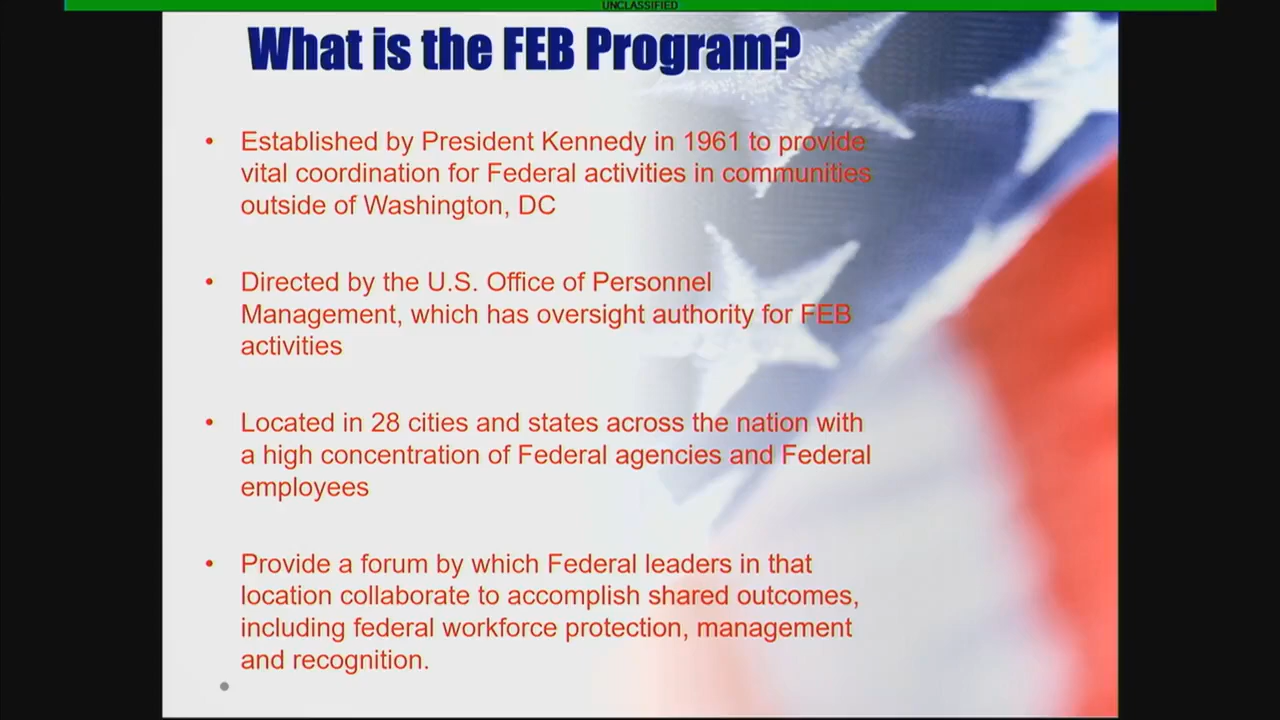 UNCLASSIFIED
What is the FEB Program?
• Established by President Kennedy in 1961 to provide
vital coordination for Federal activities in communities
outside of Washington, DC
• Directed by the U.S. Office of Personnel
Management, which has oversight authority for FEB
activities
• Located in 28 cities and states across the nation with
a high concentration of Federal agencies and Federal
employees
• Provide a forum by which Federal leaders in that
location collaborate to accomplish shared outcomes,
including federal workforce protection, management
and recognition.
•